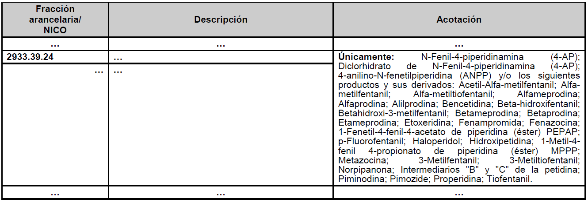 Fracción
arancelaria/
NICO
Descripción
Acotación
...
...
...
2933.39.24
...
Únicamente: N-Fenil-4-piperidinamina (4-AP);
Diclorhidrato de N-Fenil-4-piperidinamina (4-AP);
4-anilino-N-fenetilpiperidina (ANPP) y/o los siguientes
productos y sus derivados: Acetil-Alfa-metilfentanil; Alfa-
metilfentanil; Alfa-metiltiofentanil; Alfameprodina;
Alfaprodina; Alilprodina; Bencetidina; Beta-hidroxifentanil;
Betahidroxi-3-metilfentanil; Betameprodina; Betaprodina;
Etameprodina; Etoxeridina; Fenampromida; Fenazocina;
1-Fenetil-4-fenil-4-acetato de piperidina (éster) PEPAP;
p-Fluorofentanil; Haloperidol; Hidroxipetidina; 1-Metil-4-
fenil 4-propionato de piperidina (éster) MPPP;
Metazocina; 3-Metilfentanil; 3-Metiltiofentanil;
Norpipanona; Intermediarios "B" y "C" de la petidina;
Piminodina; Pimozide; Properidina; Tiofentanil.
...
...
...
...
...